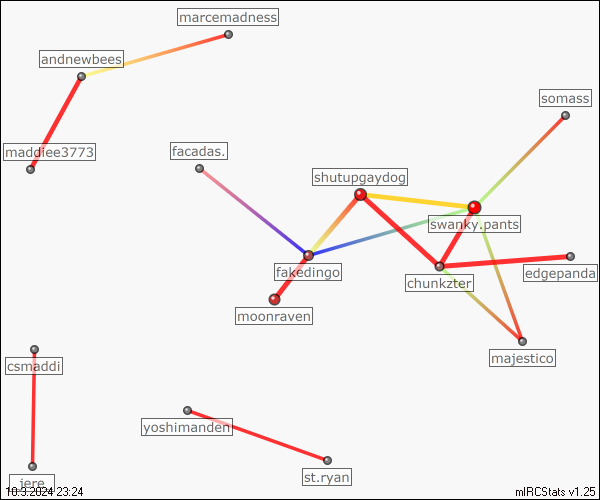 marcemadness
andnewbees
somass
maddiee3773
facadas.
shutupgaydog
swanky.pants
fakedingo
edgepanda
chunkzter
moonraven
majestico
csmaddi
yoshimanden
st.ryan
jere_
10.3.2024 23:24
mIRCStats v1.25